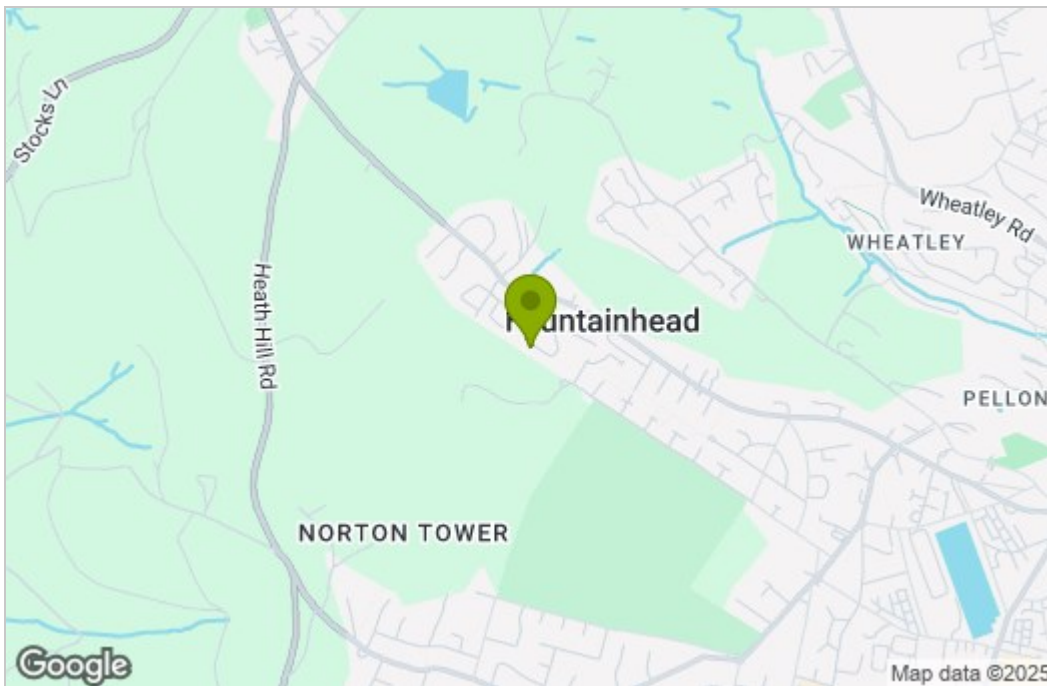 Stocks Ln
Wheatley Rd
WHEATLEY
Heath Hill Rd
untainhead
PELLON
NORTON TOWER
Google
Map data ©2025